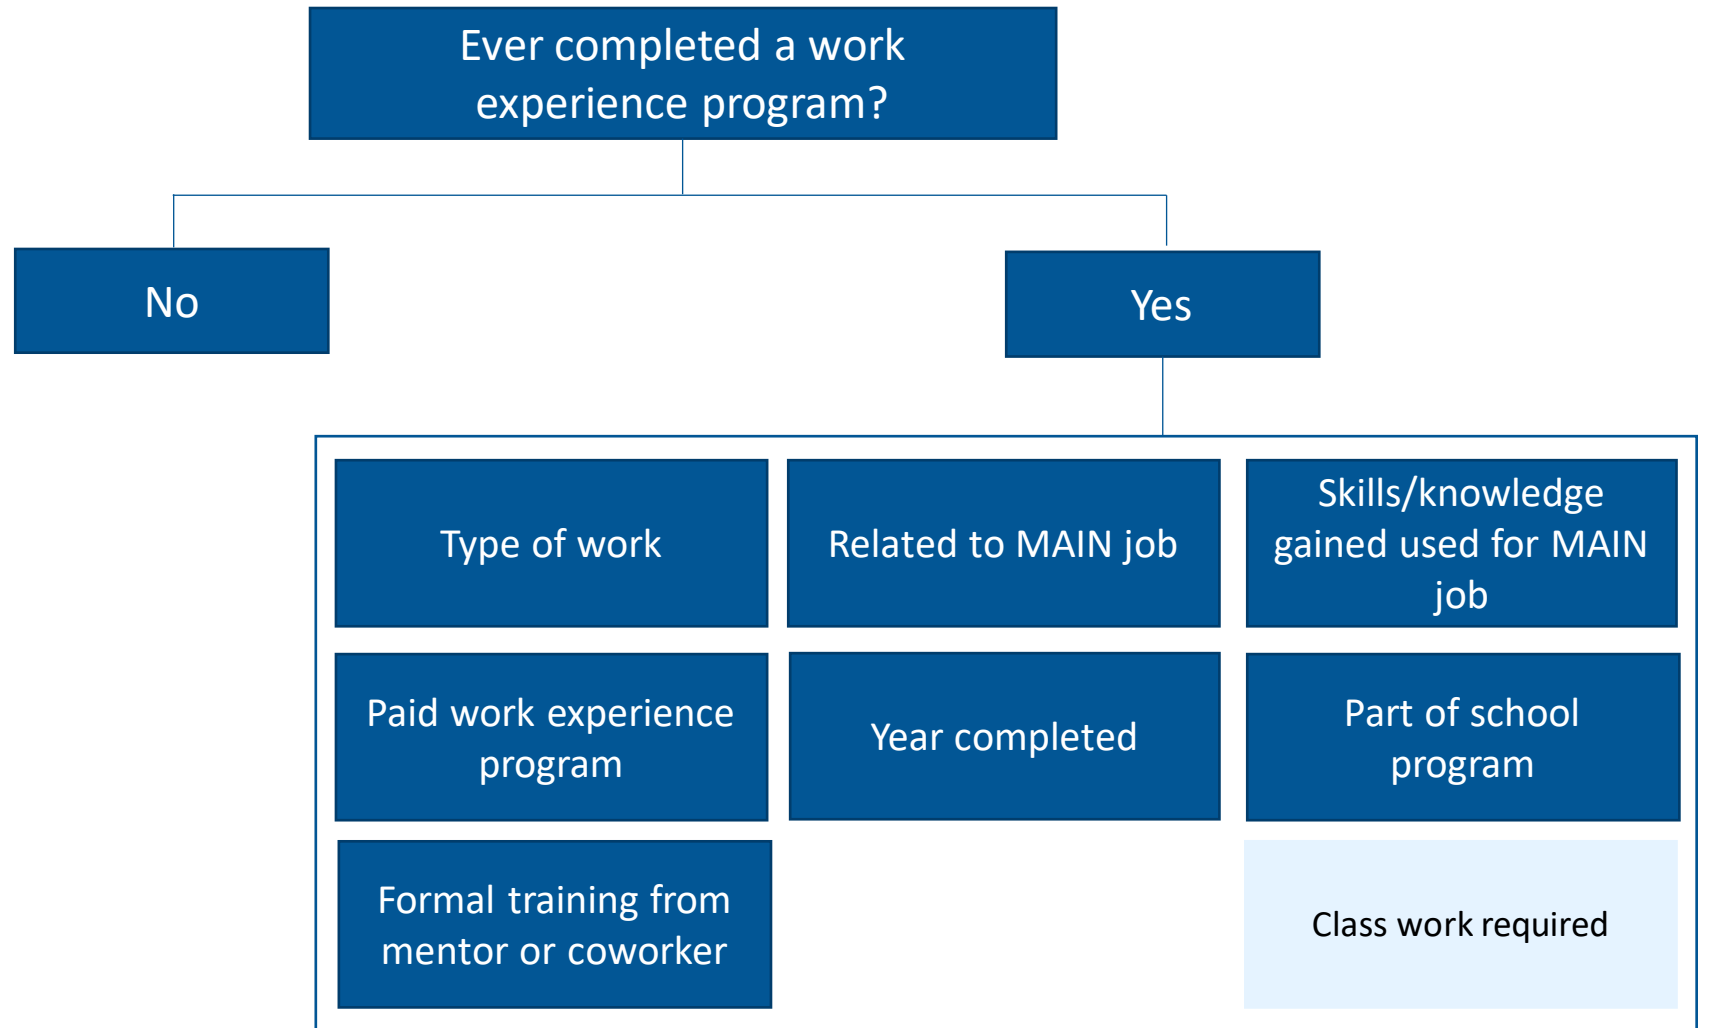 Ever completed a work
experience program?
No
Yes
Type of work
Related to MAIN job
Skills/knowledge
gained used for MAIN
job
Paid work experience
program
Year completed
Part of school
program
Formal training from
mentor or coworker
Class work required